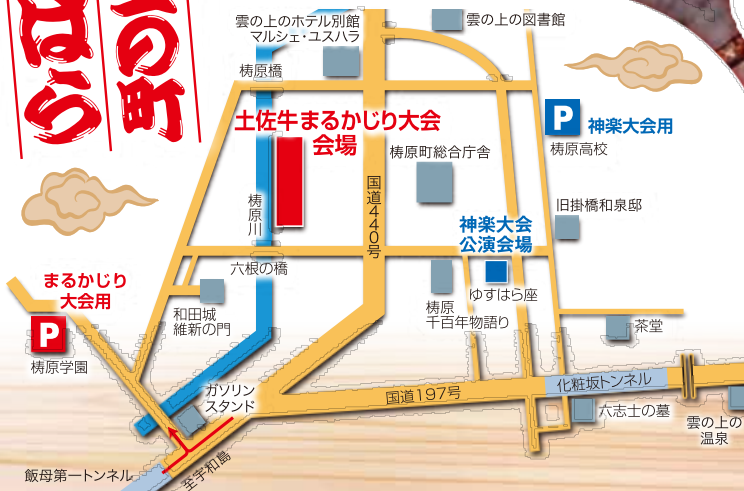 の町
はら
雲の上のホテル別館
マルシェ・ユスハラ
雲の上の図書館
梼原橋
土佐牛まるかじり大会
会場
P
神楽大会用
梼原高校
梼原町総合庁舎
国道440号
梼原川
旧掛橋和泉邸
神楽大会
公演会場
ゆすはら座
六根の橋
まるかじり
大会用
P
梼原学園
和田城
維新の門
梼原
千百年物語り
茶堂
ガソリン
スタンド
国道197号
化粧坂トンネル
六志士の墓
雲の上の
温泉
飯母第一トンネル
至宇和島